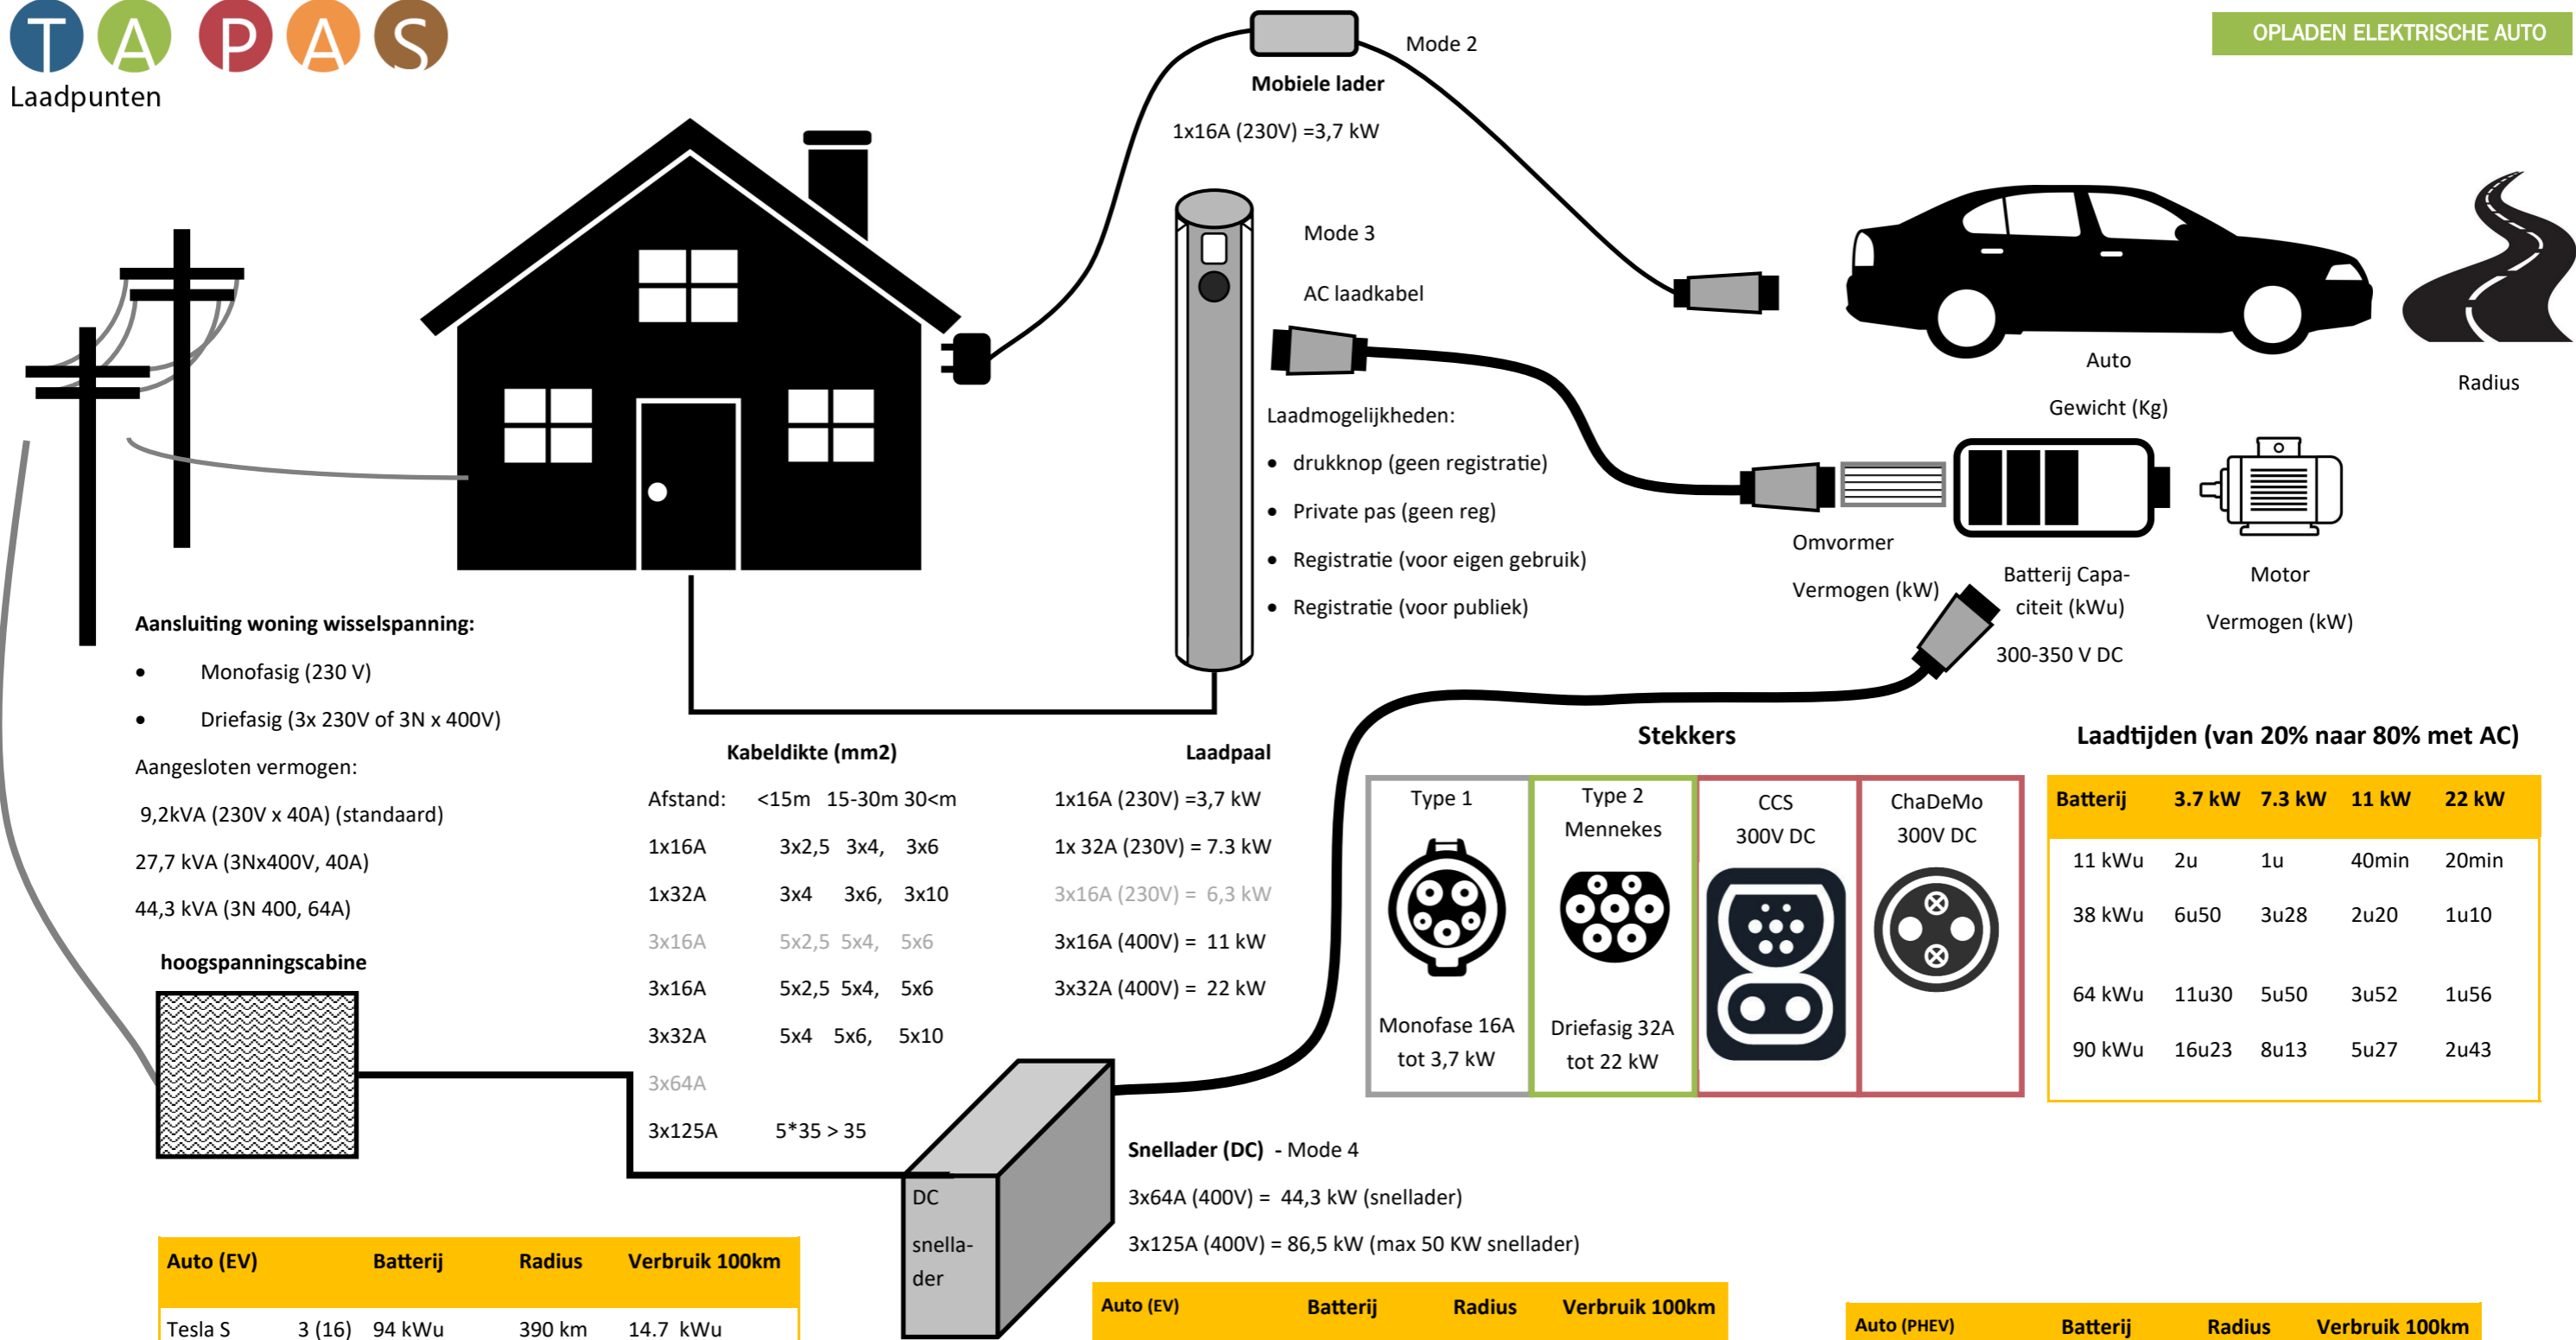 TA PAS
Laadpunten
OPLADEN ELEKTRISCHE AUTO
Mode 2
Mobiele lader
1x16A (230V) =3,7 kW
Mode 3
AC laadkabel
Laadmogelijkheden:
• drukknop (geen registratie)
• Private pas (geen reg)
• Registratie (voor eigen gebruik)
• Registratie (voor publiek)
Auto
Gewicht (Kg)
Radius
Omvormer
Vermogen (kW)
Batterij Capa-
citeit (kWu)
300-350 V DC
Motor
Vermogen (kW)
Aansluiting woning wisselspanning:
• Monofasig (230 V)
• Driefasig (3x 230V of 3N x 400V)
Aangesloten vermogen:
9,2kVA (230V x 40A) (standaard)
27,7 kVA (3Nx400V, 40A)
44,3 kVA (3N 400, 64A)
hoogspanningscabine
Kabeldikte (mm2)
Afstand: <15m 15-30m 30<m
1x16A 3x2,5 3x4, 3x6
1x32A 3x4 3x6, 3x10
3x16A 5x2,5 5x4, 5x6
3x16A 5x2,5 5x4, 5x6
3x32A 5x4 5x6, 5x10
3x64A
3x125A 5*35 > 35
Laadpaal
1x16A (230V) =3,7 kW
1x 32A (230V) = 7.3 kW
3x16A (230V) = 6,3 kW
3x16A (400V) = 11 kW
3x32A (400V) = 22 kW
Stekkers
Type 1
Monofase 16A
tot 3,7 kW
Type 2
Mennekes
Driefasig 32A
tot 22 kW
CCS
300V DC
ChaDeMo
300V DC
Laadtijden (van 20% naar 80% met AC)
Batterij 3.7 kW 7.3 kW 11 kW 22 kW
11 kWu 2u 1u 40min 20min
38 kWu 6u50 3u28 2u20 1u10
64 kWu 11u30 5u50 3u52 1u56
90 kWu 16u23 8u13 5u27 2u43
DC
snella-
der
Snellader (DC) - Mode 4
3x64A (400V) = 44,3 kW (snellader)
3x125A (400V) = 86,5 kW (max 50 KW snellader)
Auto (EV) Batterij Radius Verbruik 100km
Tesla S 3 (16) 94 kWu 390 km 14.7 kWu
Auto (EV) Batterij Radius Verbruik 100km
Auto (PHEV) Batterij Radius Verbruik 100km